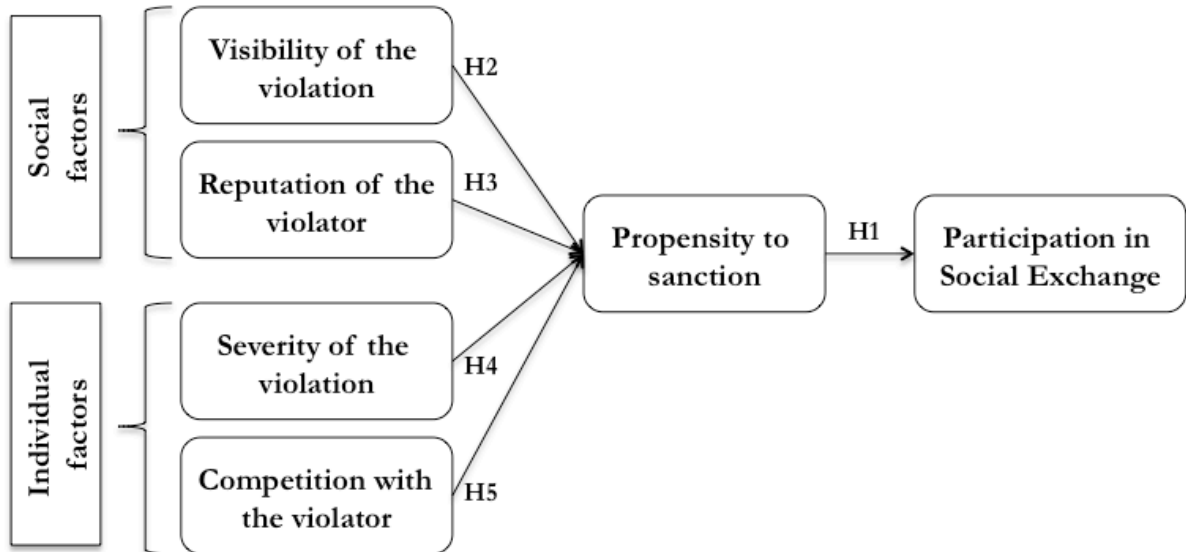 Social
factors
Visibility of the
violation
H2
Reputation of the
violator
H3
Propensity to
sanction
H1
Participation in
Social Exchange
Individual
factors
Severity of the
violation
H4
Competition with
the violator
H5